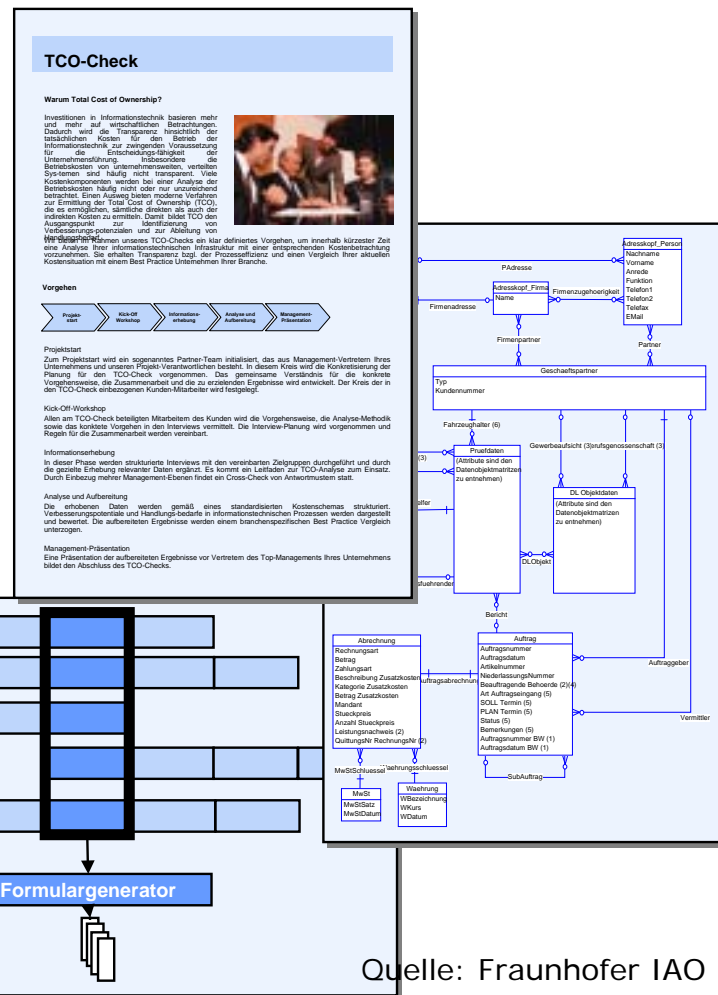 TCO-Check
Warum Total Cost of Ownership?
Investitionen in Informationstechnik basieren mehr
und mehr auf wirtschaftlichen Betrachtungen.
Dadurch wird die Transparenz hinsichtlich der
tatsächlichen Kosten für den Betrieb der
Informationstechnik zur zwingenden Voraussetzung
für die Entscheidungs-fähigkeit der
Unternehmensführung. Insbesondere die
Betriebskosten von unternehmensweiten, verteilten
Sys-temen sind häufig nicht transparent. Viele
Kostenkomponenten werden bei einer Analyse der
Betriebskosten häufig nicht oder nur unzureichend
betrachtet. Einen Ausweg bieten moderne Verfahren
zur Ermittlung der Total Cost of Ownership (TCO),
die es ermöglichen, sämtliche direkten als auch der
indirekten Kosten zu ermitteln. Damit bildet TCO den
Ausgangspunkt zur Identifizierung von
Verbesserungs-potenzialen und zur Ableitung von
Handlungsbedarf.
Wir bieten im Rahmen unseres TCO-Checks ein klar definiertes Vorgehen, um innerhalb kürzester Zeit
eine Analyse Ihrer informationstechnischen Infrastruktur mit einer entsprechenden Kostenbetrachtung
vorzunehmen. Sie erhalten Transparenz bzgl. der Prozesseffizienz und einen Vergleich Ihrer aktuellen
Kostensituation mit einem Best Practice Unternehmen Ihrer Branche.
Vorgehen
Projekt-
start
Kick-Off
Workshop
Informations-
erhebung
Analyse und
Aufbereitung
Management-
Präsentation
Projektstart
Zum Projektstart wird ein sogenanntes Partner-Team initialisiert, das aus Management-Vertretern Ihres
Unternehmens und unseren Projekt-Verantwortlichen besteht. In diesem Kreis wird die Konkretisierung der
Planung für den TCO-Check vorgenommen. Das gemeinsame Verständnis für die konkrete
Vorgehensweise, die Zusammenarbeit und die zu erzielenden Ergebnisse wird entwickelt. Der Kreis der in
den TCO-Check einbezogenen Kunden-Mitarbeiter wird festgelegt.
Kick-Off-Workshop
Allen am TCO-Check beteiligten Mitarbeitern des Kunden wird die Vorgehensweise, die Analyse-Methodik
sowie das konktete Vorgehen in den Interviews vermittelt. Die Interview-Planung wird vorgenommen und
Regeln für die Zusammenarbeit werden vereinbart.
Informationserhebung
In dieser Phase werden strukturierte Interviews mit den vereinbarten Zielgruppen durchgeführt und durch
die gezielte Erhebung relevanter Daten ergänzt. Es kommt ein Leitfaden zur TCO-Analyse zum Einsatz.
Durch Einbezug mehrer Management-Ebenen findet ein Cross-Check von Antwortmustern statt.
Analyse und Aufbereitung
Die erhobenen Daten werden gemäß eines standardisierten Kostenschemas strukturiert.
Verbesserungspotentiale und Handlungs-bedarfe in informationstechnischen Prozessen werden dargestellt
und bewertet. Die aufbereiteten Ergebnisse werden einem branchenspezifischen Best Practice Vergleich
unterzogen.
Management-Präsentation
Eine Präsentation der aufbereiteten Ergebnisse vor Vertretern des Top-Managements Ihres Unternehmens
bildet den Abschluss des TCO-Checks.
Adresskopf_Person
Nachname
Vorname
Anrede
Funktion
Telefon1
Telefon2
Telefax
EMail
PAdresse
Adresskopf_Firma
Name
Firmenzugehoerigkeit
Firmenadresse
Firmenpartner
Partner
Geschaeftspartner
Typ
Kundennummer
Fahrzeughalter (6)
Gewerbeaufsicht (3)
erufsgenossenschaft (3)
(3)
Pruefdaten
(Attribute sind den
Datenobjektmatritzen
zu entnehmen)
DL Objektdaten
(Attribute sind den
Datenobjektmatrizen
zu entnehmen)
elfer
DLObjekt
sfuehrender
Bericht
Abrechnung
Rechnungsart
Betrag
Zahlungsart
Beschreibung Zusatzkosten
Kategorie Zusatzkosten
Betrag Zusatzkosten
Mandant
Stueckpreis
Anzahl Stueckpreis
Leistungsnachweis (2)
QuittungsNr RechnungsNr (2)
Auftragsabrechnung
Auftrag
Auftragsnummer
Auftragsdatum
Artikelnummer
NiederlassungsNummer
Beauftragende Behoerde (2)(4)
Art Auftragseingang (5)
SOLL Termin (5)
PLAN Termin (5)
Status (5)
Bemerkungen (5)
Auftragsnummer BW (1)
Auftragsdatum BW (1)
Auftraggeber
Vermittler
MwStSchluessel
Waehrungsschluessel
SubAuftrag
MwSt
MwStSatz
MwStDatum
Waehrung
WBezeichnung
WKurs
WDatum
Formulargenerator
Quelle: Fraunhofer IAO